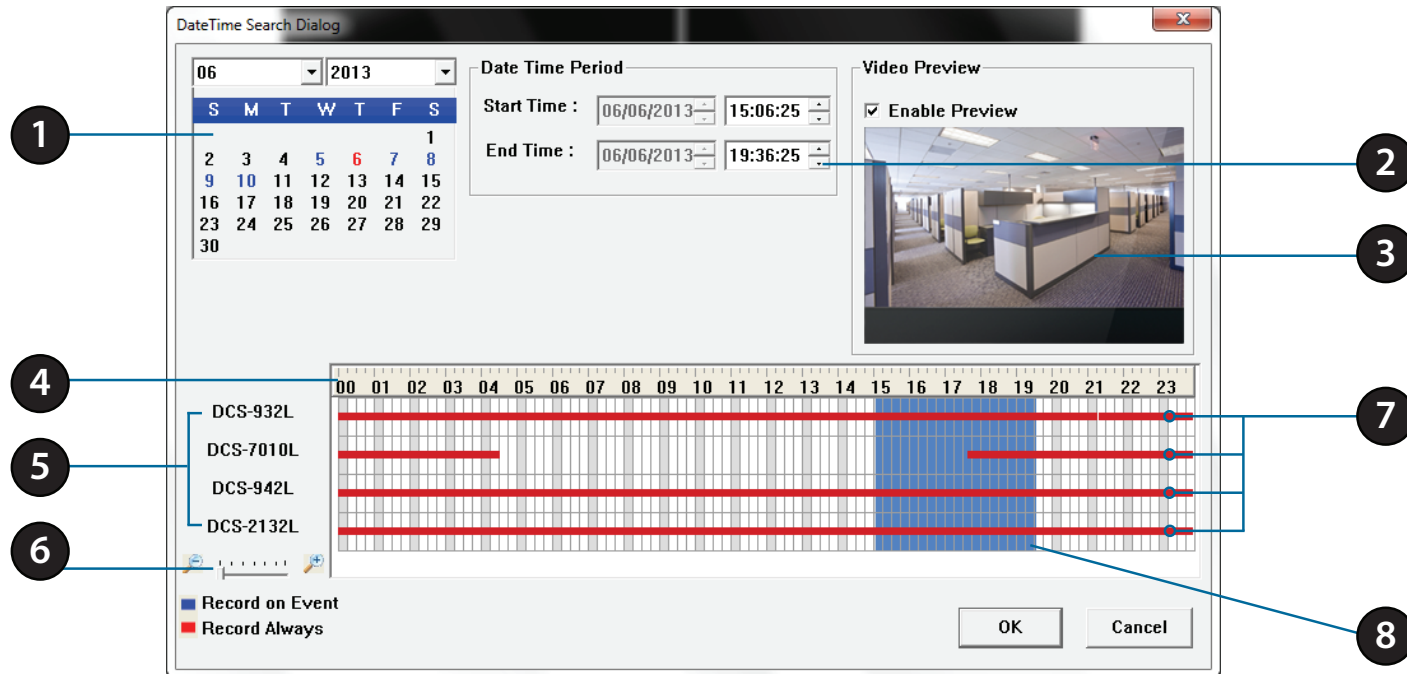 DateTime Search Dialog
06 2013
S M T W T F S
1
2 3 4 5 6 7 8
9 10 11 12 13 14 15
16 17 18 19 20 21 22
23 24 25 26 27 28 29
30
Date Time Period
Start Time : 06/06/2013 15:06:25
End Time : 06/06/2013 19:36:25
Video Preview
Enable Preview
00 01 02 03 04 05 06 07 08 09 10 11 12 13 14 15 16 17 18 19 20 21 22 23
DCS-932L
DCS-7010L
DCS-942L
DCS-2132L
Record on Event
Record Always
OK Cancel
1
2
3
4
5
6
7
8